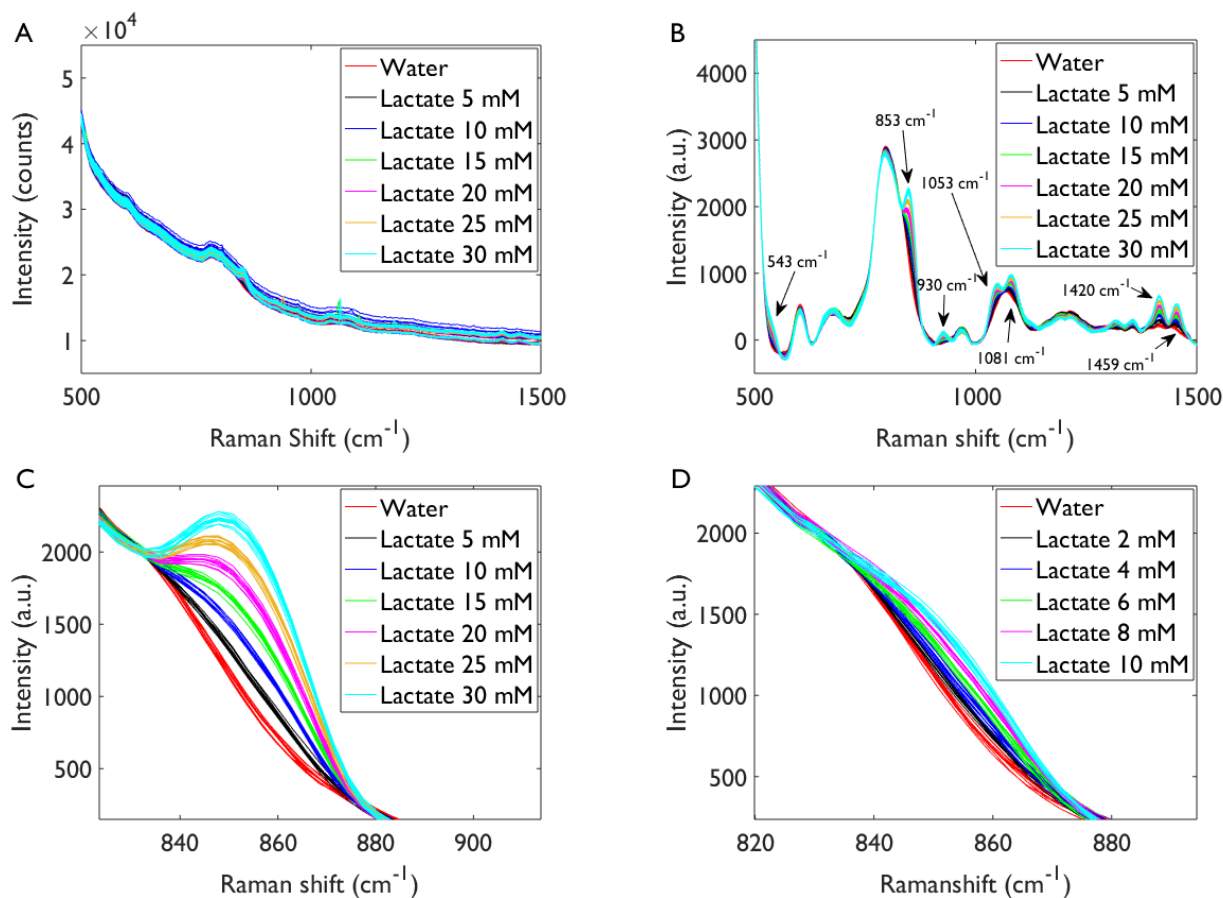 A
×10⁴
5
4
3
2
1
Intensity (counts)
Water
Lactate 5 mM
Lactate 10 mM
Lactate 15 mM
Lactate 20 mM
Lactate 25 mM
Lactate 30 mM
500
1000
1500
Raman Shift (cm⁻¹)
B
4000
3000
2000
1000
0
Intensity (a.u.)
Water
Lactate 5 mM
Lactate 10 mM
Lactate 15 mM
Lactate 20 mM
Lactate 25 mM
Lactate 30 mM
853 cm⁻¹
1053 cm⁻¹
543 cm⁻¹
930 cm⁻¹
1420 cm⁻¹
1081 cm⁻¹
1459 cm⁻¹
500
1000
1500
Raman shift (cm⁻¹)
C
2000
1500
1000
500
Intensity (a.u.)
Water
Lactate 5 mM
Lactate 10 mM
Lactate 15 mM
Lactate 20 mM
Lactate 25 mM
Lactate 30 mM
840
860
880
900
Raman shift (cm⁻¹)
D
2000
1500
1000
500
Intensity (a.u.)
Water
Lactate 2 mM
Lactate 4 mM
Lactate 6 mM
Lactate 8 mM
Lactate 10 mM
820
840
860
880
Ramanshift (cm⁻¹)